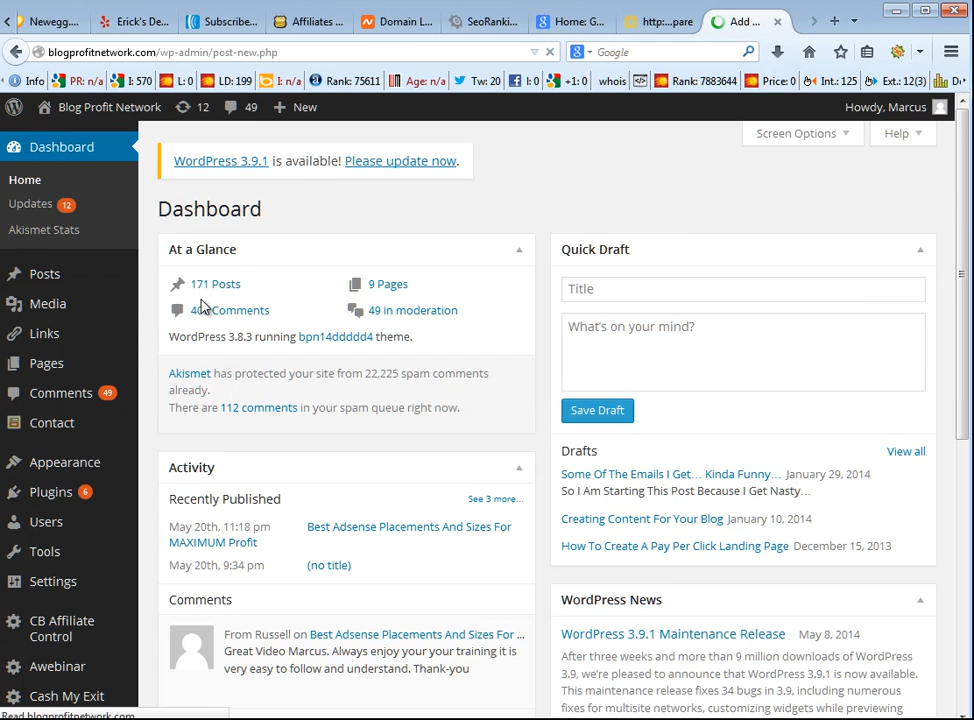 Newegg....
Erick's De...
Subscribe...
Affiliates ...
Domain L...
SeoRanki...
Home: G...
http:...pare
Add ...
blogprofitnetwork.com/wp-admin/post-new.php
Google
Info
PR: n/a
I: 570
L: 0
LD: 199
I: n/a
Rank: 75611
Age: n/a
Tw: 20
I: 0
+1: 0
whois
Rank: 7883644
Price: 0
Int.: 125
Ext.: 12(3)
D
Blog Profit Network
12
49
New
Howdy, Marcus
Dashboard
Home
Updates 12
Akismet Stats
Posts
Media
Links
Pages
Comments 49
Contact
Appearance
Plugins 6
Users
Tools
Settings
CB Affiliate
Control
Awebinar
Cash My Exit
Read blogprofitnetwork.com
Screen Options
Help
WordPress 3.9.1 is available! Please update now.
Dashboard
At a Glance
171 Posts
9 Pages
Comments
49 in moderation
WordPress 3.8.3 running bpn14ddddd4 theme.
Akismet has protected your site from 22,225 spam comments
already.
There are 112 comments in your spam queue right now.
Activity
Recently Published
See 3 more...
May 20th, 11:18 pm
Best Adsense Placements And Sizes For
MAXIMUM Profit
May 20th, 9:34 pm
(no title)
Comments
From Russell on Best Adsense Placements And Sizes For ...
Great Video Marcus. Always enjoy your your training it is
very easy to follow and understand. Thank-you
Quick Draft
Title
What's on your mind?
Save Draft
Drafts
View all
Some Of The Emails I Get... Kinda Funny... January 29, 2014
So I Am Starting This Post Because I Get Nasty...
Creating Content For Your Blog January 10, 2014
How To Create A Pay Per Click Landing Page December 15, 2013
WordPress News
WordPress 3.9.1 Maintenance Release May 8, 2014
After three weeks and more than 9 million downloads of WordPress
3.9, we're pleased to announce that WordPress 3.9.1 is now available.
This maintenance release fixes 34 bugs in 3.9, including numerous
fixes for multisite networks, customizing widgets while previewing